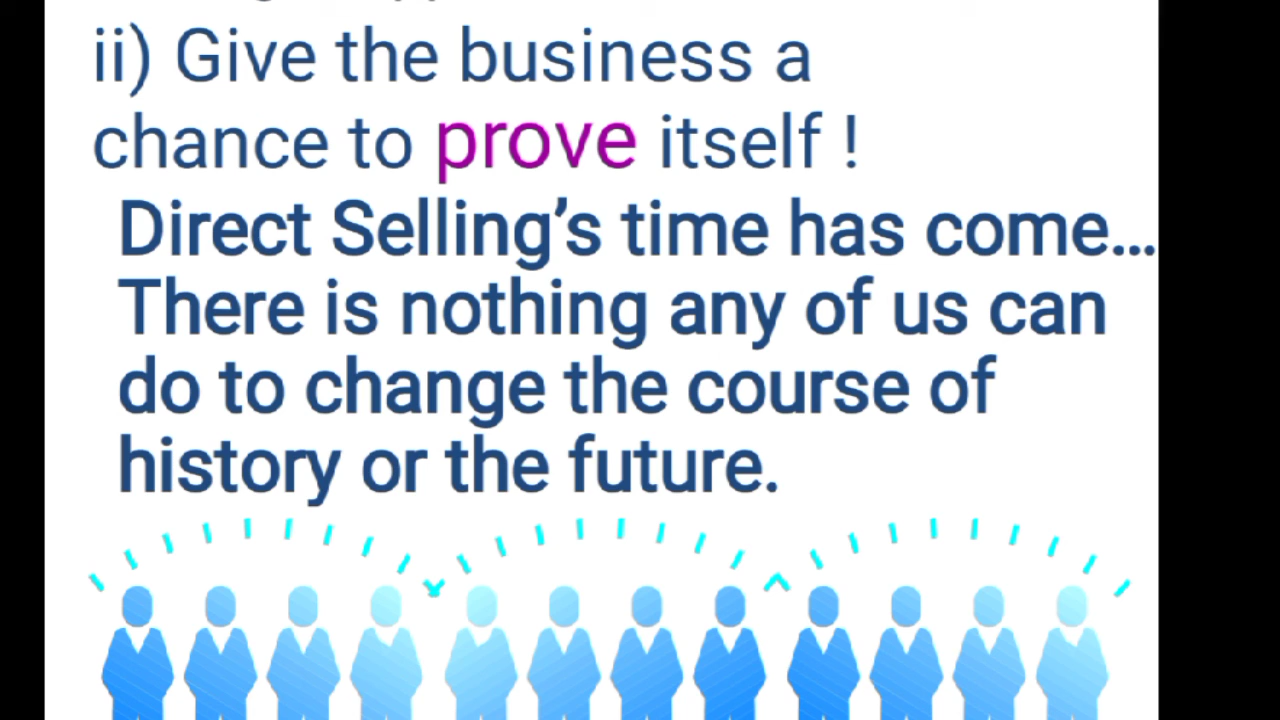 ii) Give the business a
chance to prove itself !
Direct Selling’s time has come...
There is nothing any of us can
do to change the course of
history or the future.